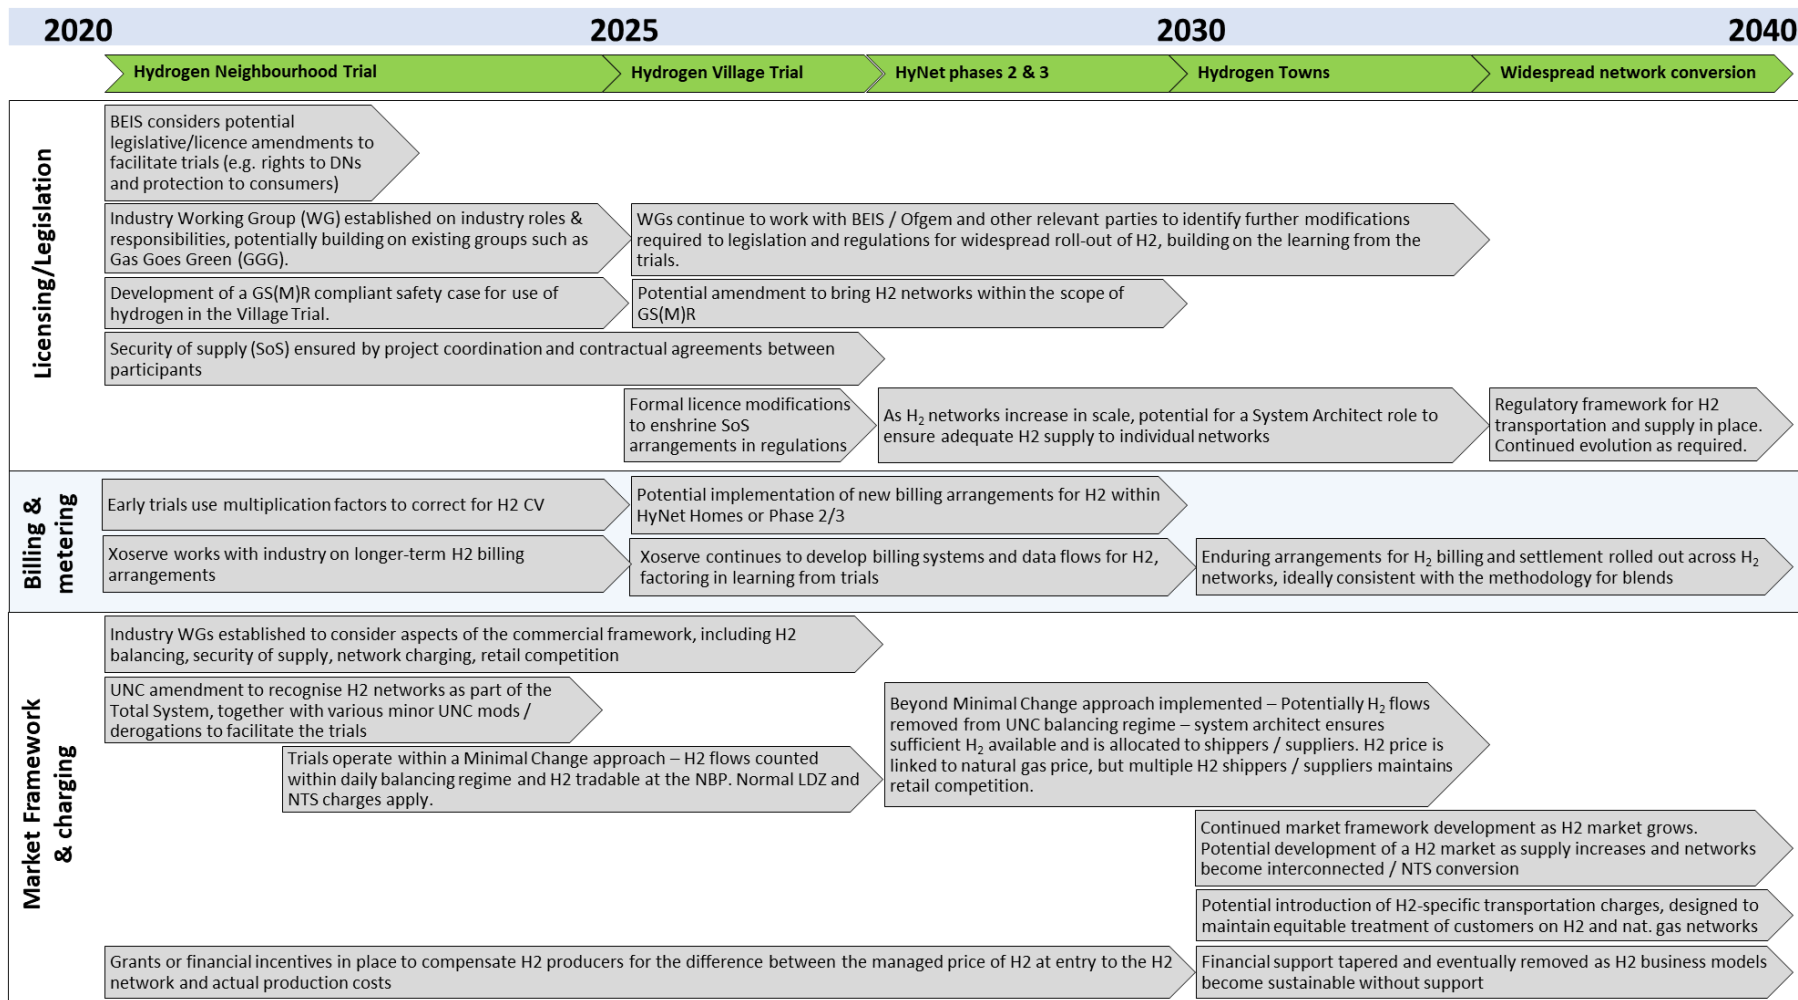 2020 2025 2030 2040
Hydrogen Neighbourhood Trial
Hydrogen Village Trial
HyNet phases 2 & 3
Hydrogen Towns
Widespread network conversion
Licensing/Legislation
BEIS considers potential
legislative/licence amendments to
facilitate trials (e.g. rights to DNs
and protection to consumers)
Industry Working Group (WG) established on industry roles &
responsibilities, potentially building on existing groups such as
Gas Goes Green (GGG).
WGs continue to work with BEIS / Ofgem and other relevant parties to identify further modifications
required to legislation and regulations for widespread roll-out of H2, building on the learning from the
trials.
Development of a GS(M)R compliant safety case for use of
hydrogen in the Village Trial.
Potential amendment to bring H2 networks within the scope of
GS(M)R
Security of supply (SoS) ensured by project coordination and contractual agreements between
participants
Formal licence modifications
to enshrine SoS
arrangements in regulations
As H₂ networks increase in scale, potential for a System Architect role to
ensure adequate H2 supply to individual networks
Regulatory framework for H2
transportation and supply in place.
Continued evolution as required.
Billing &
metering
Early trials use multiplication factors to correct for H2 CV
Potential implementation of new billing arrangements for H2 within
HyNet Homes or Phase 2/3
Xoserve works with industry on longer-term H2 billing
arrangements
Xoserve continues to develop billing systems and data flows for H2,
factoring in learning from trials
Enduring arrangements for H₂ billing and settlement rolled out across H₂
networks, ideally consistent with the methodology for blends
Market Framework
& charging
Industry WGs established to consider aspects of the commercial framework, including H2
balancing, security of supply, network charging, retail competition
UNC amendment to recognise H2 networks as part of the
Total System, together with various minor UNC mods /
derogations to facilitate the trials
Trials operate within a Minimal Change approach – H2 flows counted
within daily balancing regime and H2 tradable at the NBP. Normal LDZ and
NTS charges apply.
Beyond Minimal Change approach implemented – Potentially H₂ flows
removed from UNC balancing regime – system architect ensures
sufficient H₂ available and is allocated to shippers / suppliers. H2 price is
linked to natural gas price, but multiple H2 shippers / suppliers maintains
retail competition.
Continued market framework development as H2 market grows.
Potential development of a H2 market as supply increases and networks
become interconnected / NTS conversion
Potential introduction of H2-specific transportation charges, designed to
maintain equitable treatment of customers on H2 and nat. gas networks
Grants or financial incentives in place to compensate H2 producers for the difference between the managed price of H2 at entry to the H2
network and actual production costs
Financial support tapered and eventually removed as H2 business models
become sustainable without support